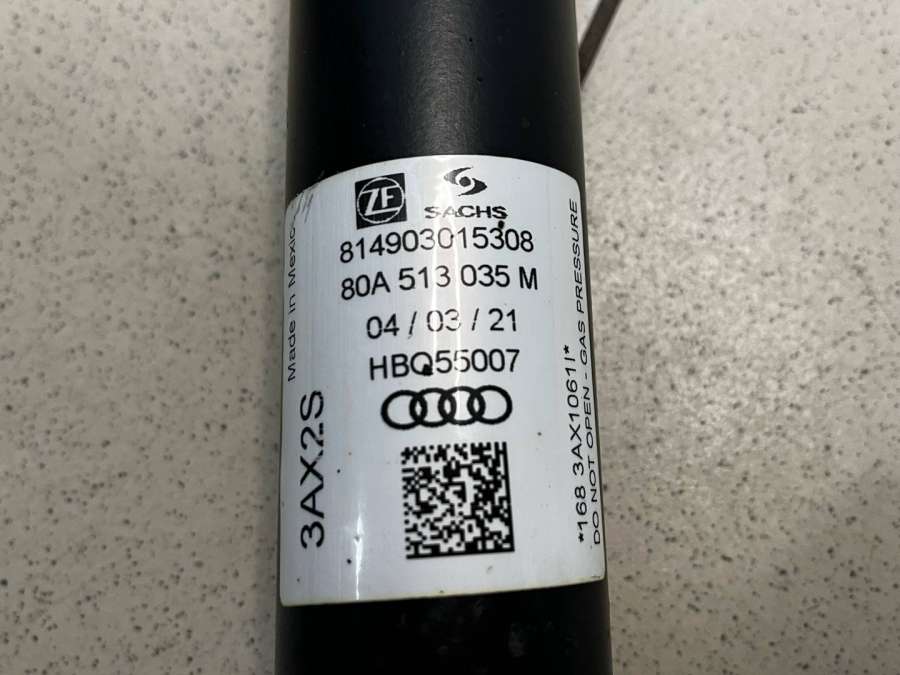 ZF SACHS
814903015308
80A 513 035 M
04 / 03 / 21
HBQ55007
Made in Mexic
3AX2S
*168 3AX1061I*
DO NOT OPEN - GAS PRESSURE